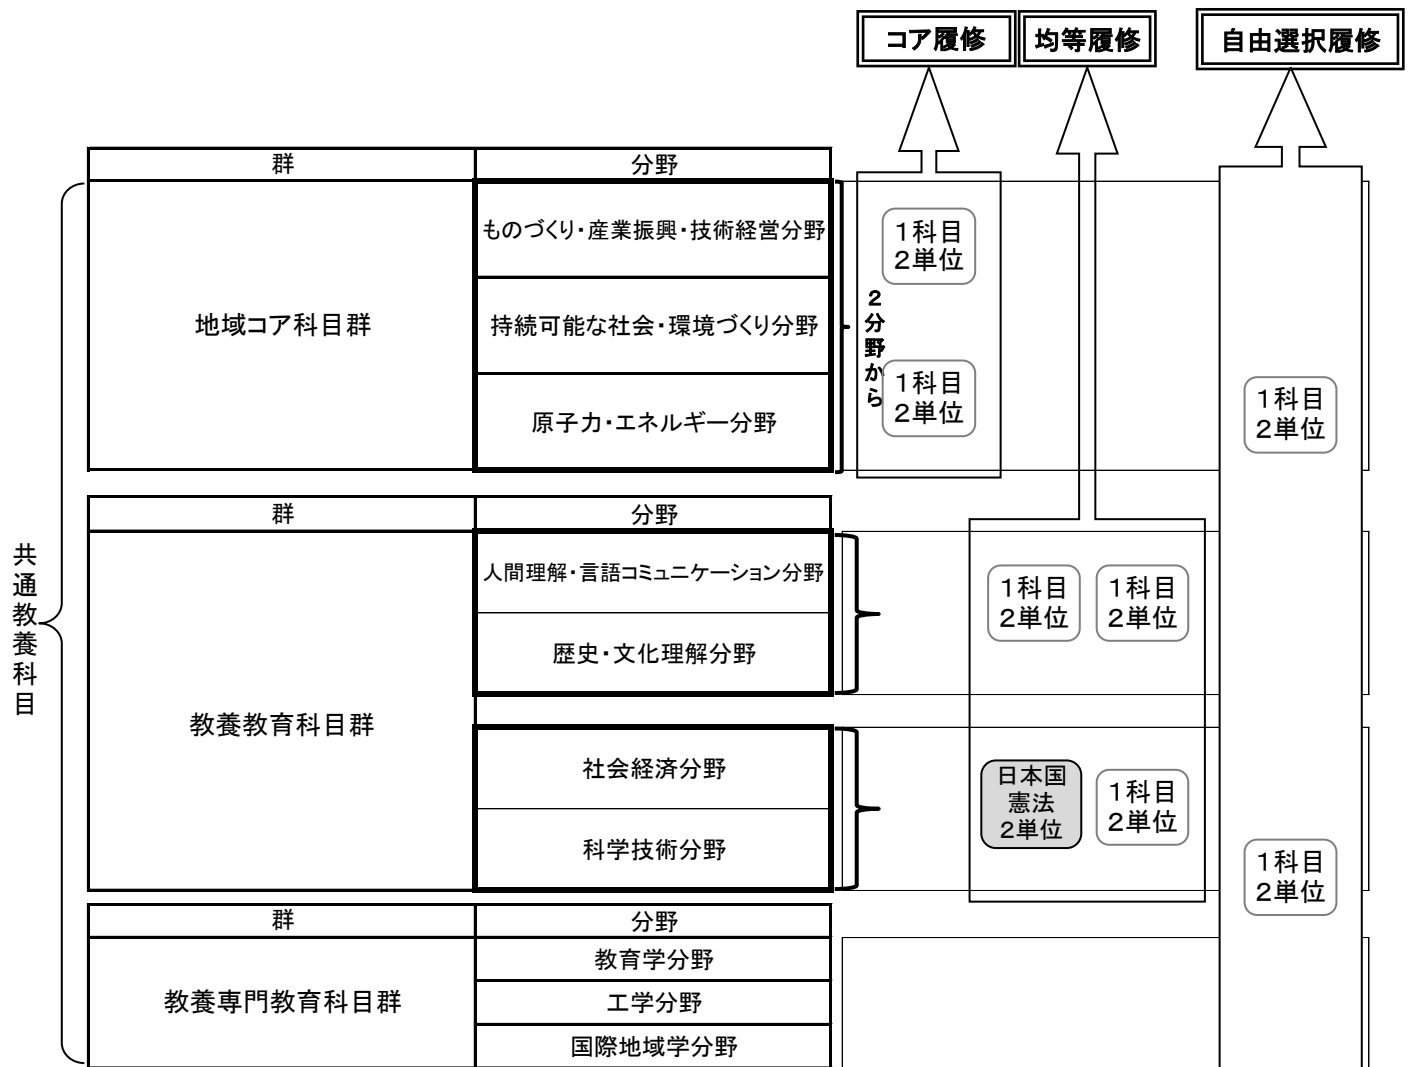 コア履修
均等履修
自由選択履修
群
分野
地域コア科目群
ものづくり・産業振興・技術経営分野
持続可能な社会・環境づくり分野
原子力・エネルギー分野
2分野から
1科目
2単位
1科目
2単位
1科目
2単位
共通教養科目
群
分野
教養教育科目群
人間理解・言語コミュニケーション分野
歴史・文化理解分野
1科目
2単位
1科目
2単位
社会経済分野
科学技術分野
日本国
憲法
2単位
1科目
2単位
1科目
2単位
群
分野
教養専門教育科目群
教育学分野
工学分野
国際地域学分野